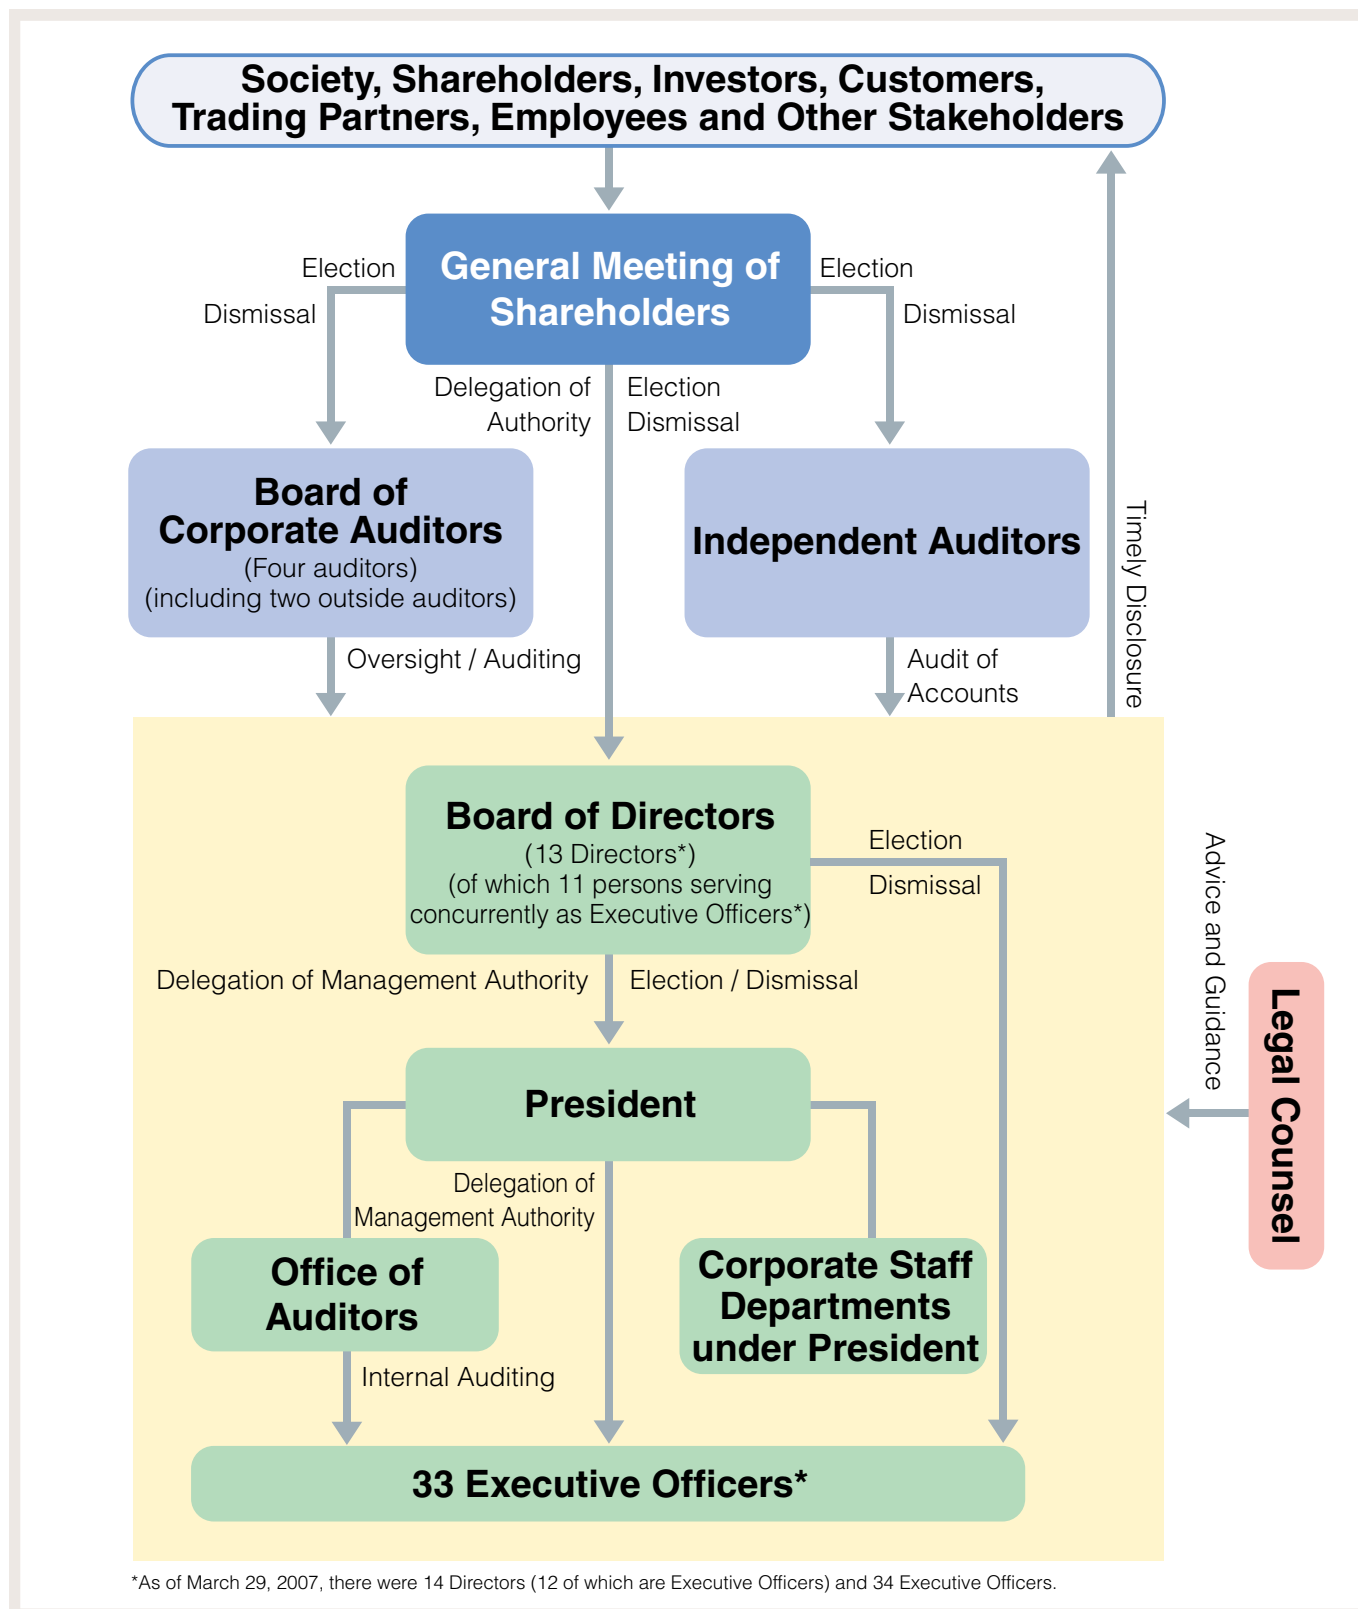 Society, Shareholders, Investors, Customers,
Trading Partners, Employees and Other Stakeholders
General Meeting of
Shareholders
Election
Dismissal
Election
Dismissal
Delegation of
Authority
Election
Dismissal
Board of
Corporate Auditors
(Four auditors)
(including two outside auditors)
Independent Auditors
Timely Disclosure
Oversight / Auditing
Audit of
Accounts
Board of Directors
(13 Directors*)
(of which 11 persons serving
concurrently as Executive Officers*)
Election
Dismissal
Advice and Guidance
Legal Counsel
Delegation of Management Authority
Election / Dismissal
President
Delegation of
Management Authority
Office of
Auditors
Corporate Staff
Departments
under President
Internal Auditing
33 Executive Officers*
*As of March 29, 2007, there were 14 Directors (12 of which are Executive Officers) and 34 Executive Officers.